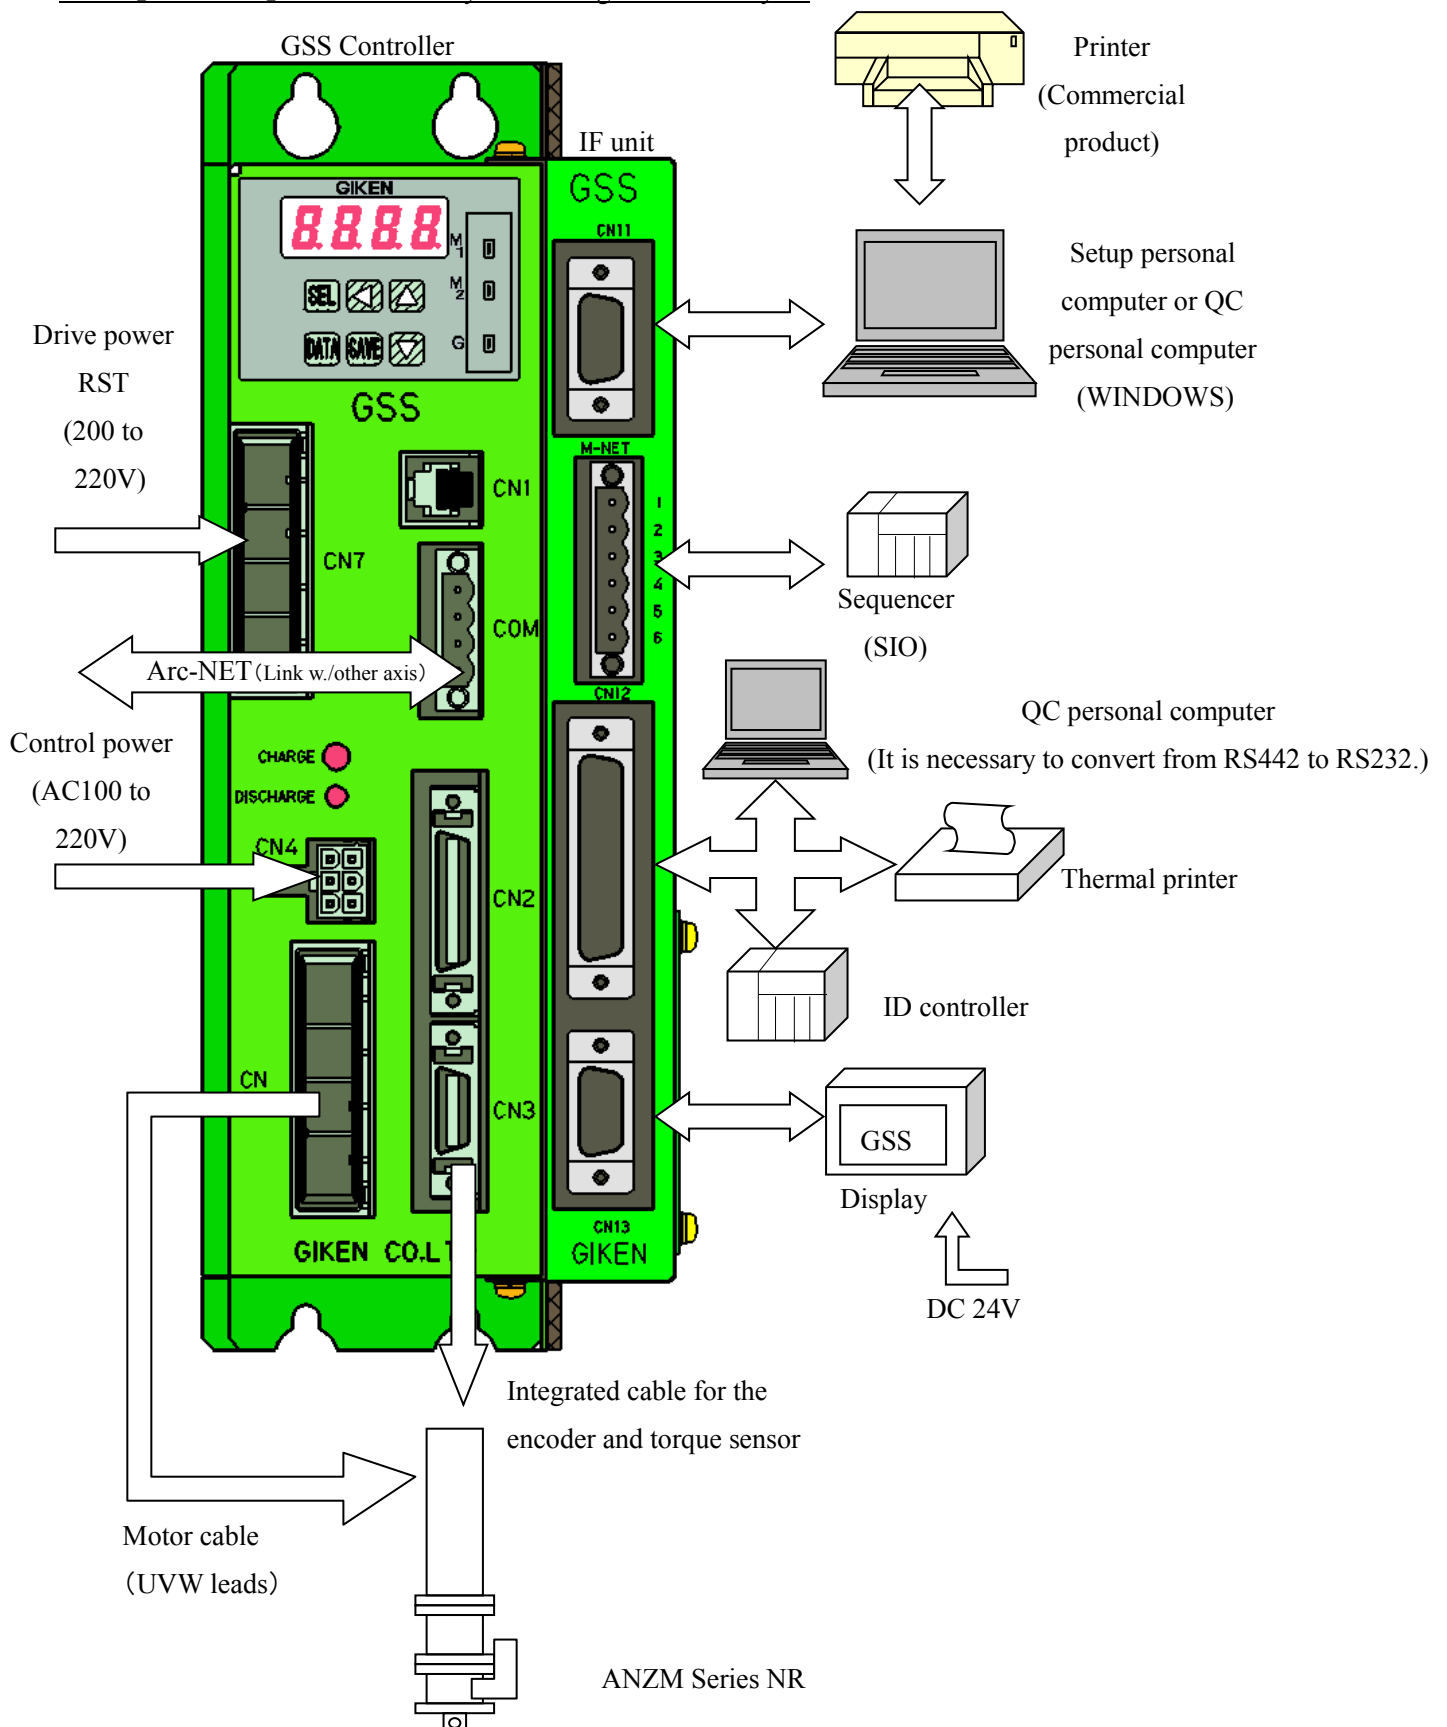 GSS Controller
Printer
(Commercial
product)
IF unit
GIKEN
8.8.8.8
M1
M2
G
SEL
DATA
SAVE
GSS
GSS
CN11
Setup personal
computer or QC
personal computer
(WINDOWS)
Drive power
RST
(200 to
220V)
CN7
CN1
COM
M-NET
1
2
3
4
5
6
Sequencer
(SIO)
Arc-NET(Link w./other axis)
CN12
QC personal computer
(It is necessary to convert from RS442 to RS232.)
Control power
(AC100 to
220V)
CHARGE
DISCHARGE
CN4
CN2
Thermal printer
ID controller
CN
CN3
GSS
Display
DC 24V
CN13
GIKEN
GIKEN CO.L
Integrated cable for the
encoder and torque sensor
Motor cable
(UVW leads)
ANZM Series NR